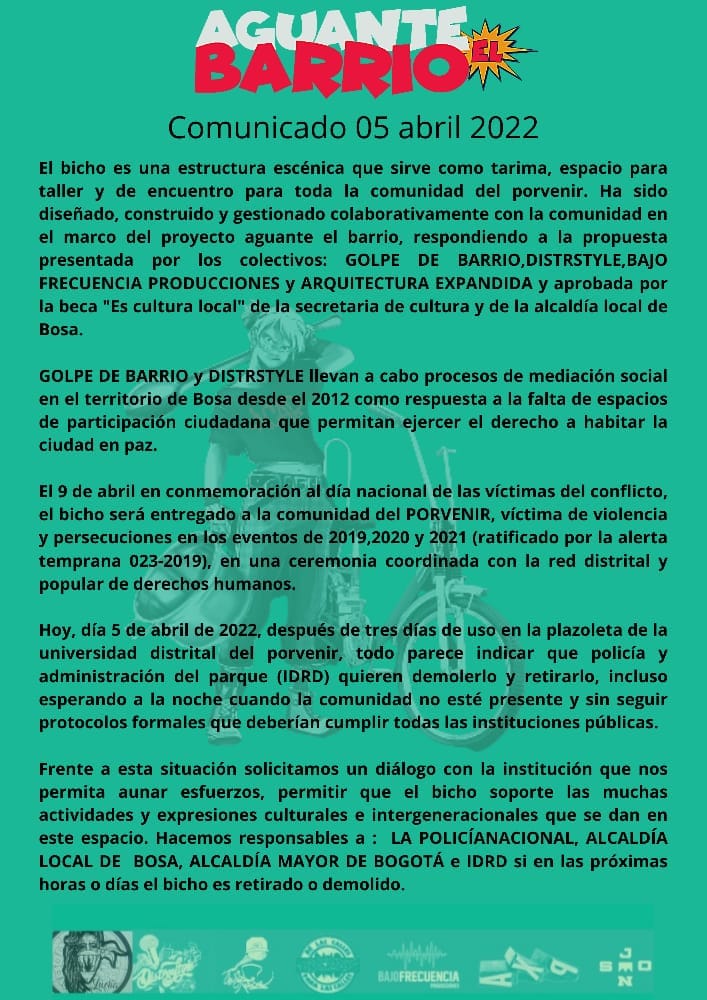 AGUANTE
EL
BARRIO
Comunicado 05 abril 2022
El bicho es una estructura escénica que sirve como tarima, espacio para
taller y de encuentro para toda la comunidad del porvenir. Ha sido
diseñado, construido y gestionado colaborativamente con la comunidad en
el marco del proyecto aguante el barrio, respondiendo a la propuesta
presentada por los colectivos: GOLPE DE BARRIO,DISTRSTYLE,BAJO
FRECUENCIA PRODUCCIONES y ARQUITECTURA EXPANDIDA y aprobada por
la beca "Es cultura local" de la secretaria de cultura y de la alcaldía local de
Bosa.
GOLPE DE BARRIO y DISTRSTYLE llevan a cabo procesos de mediación social
en el territorio de Bosa desde el 2012 como respuesta a la falta de espacios
de participación ciudadana que permitan ejercer el derecho a habitar la
ciudad en paz.
El 9 de abril en conmemoración al día nacional de las víctimas del conflicto,
el bicho será entregado a la comunidad del PORVENIR, víctima de violencia
y persecuciones en los eventos de 2019,2020 y 2021 (ratificado por la alerta
temprana 023-2019), en una ceremonia coordinada con la red distrital y
popular de derechos humanos.
Hoy, día 5 de abril de 2022, después de tres días de uso en la plazoleta de la
universidad distrital del porvenir, todo parece indicar que policía y
administración del parque (IDRD) quieren demolerlo y retirarlo, incluso
esperando a la noche cuando la comunidad no esté presente y sin seguir
protocolos formales que deberían cumplir todas las instituciones públicas.
Frente a esta situación solicitamos un diálogo con la institución que nos
permita aunar esfuerzos, permitir que el bicho soporte las muchas
actividades y expresiones culturales e intergeneracionales que se dan en
este espacio. Hacemos responsables a : LA POLICÍANACIONAL, ALCALDÍA
LOCAL DE BOSA, ALCALDÍA MAYOR DE BOGOTÁ e IDRD si en las próximas
horas o días el bicho es retirado o demolido.
BAJOFRECUENCIA
PRODUCCIONES